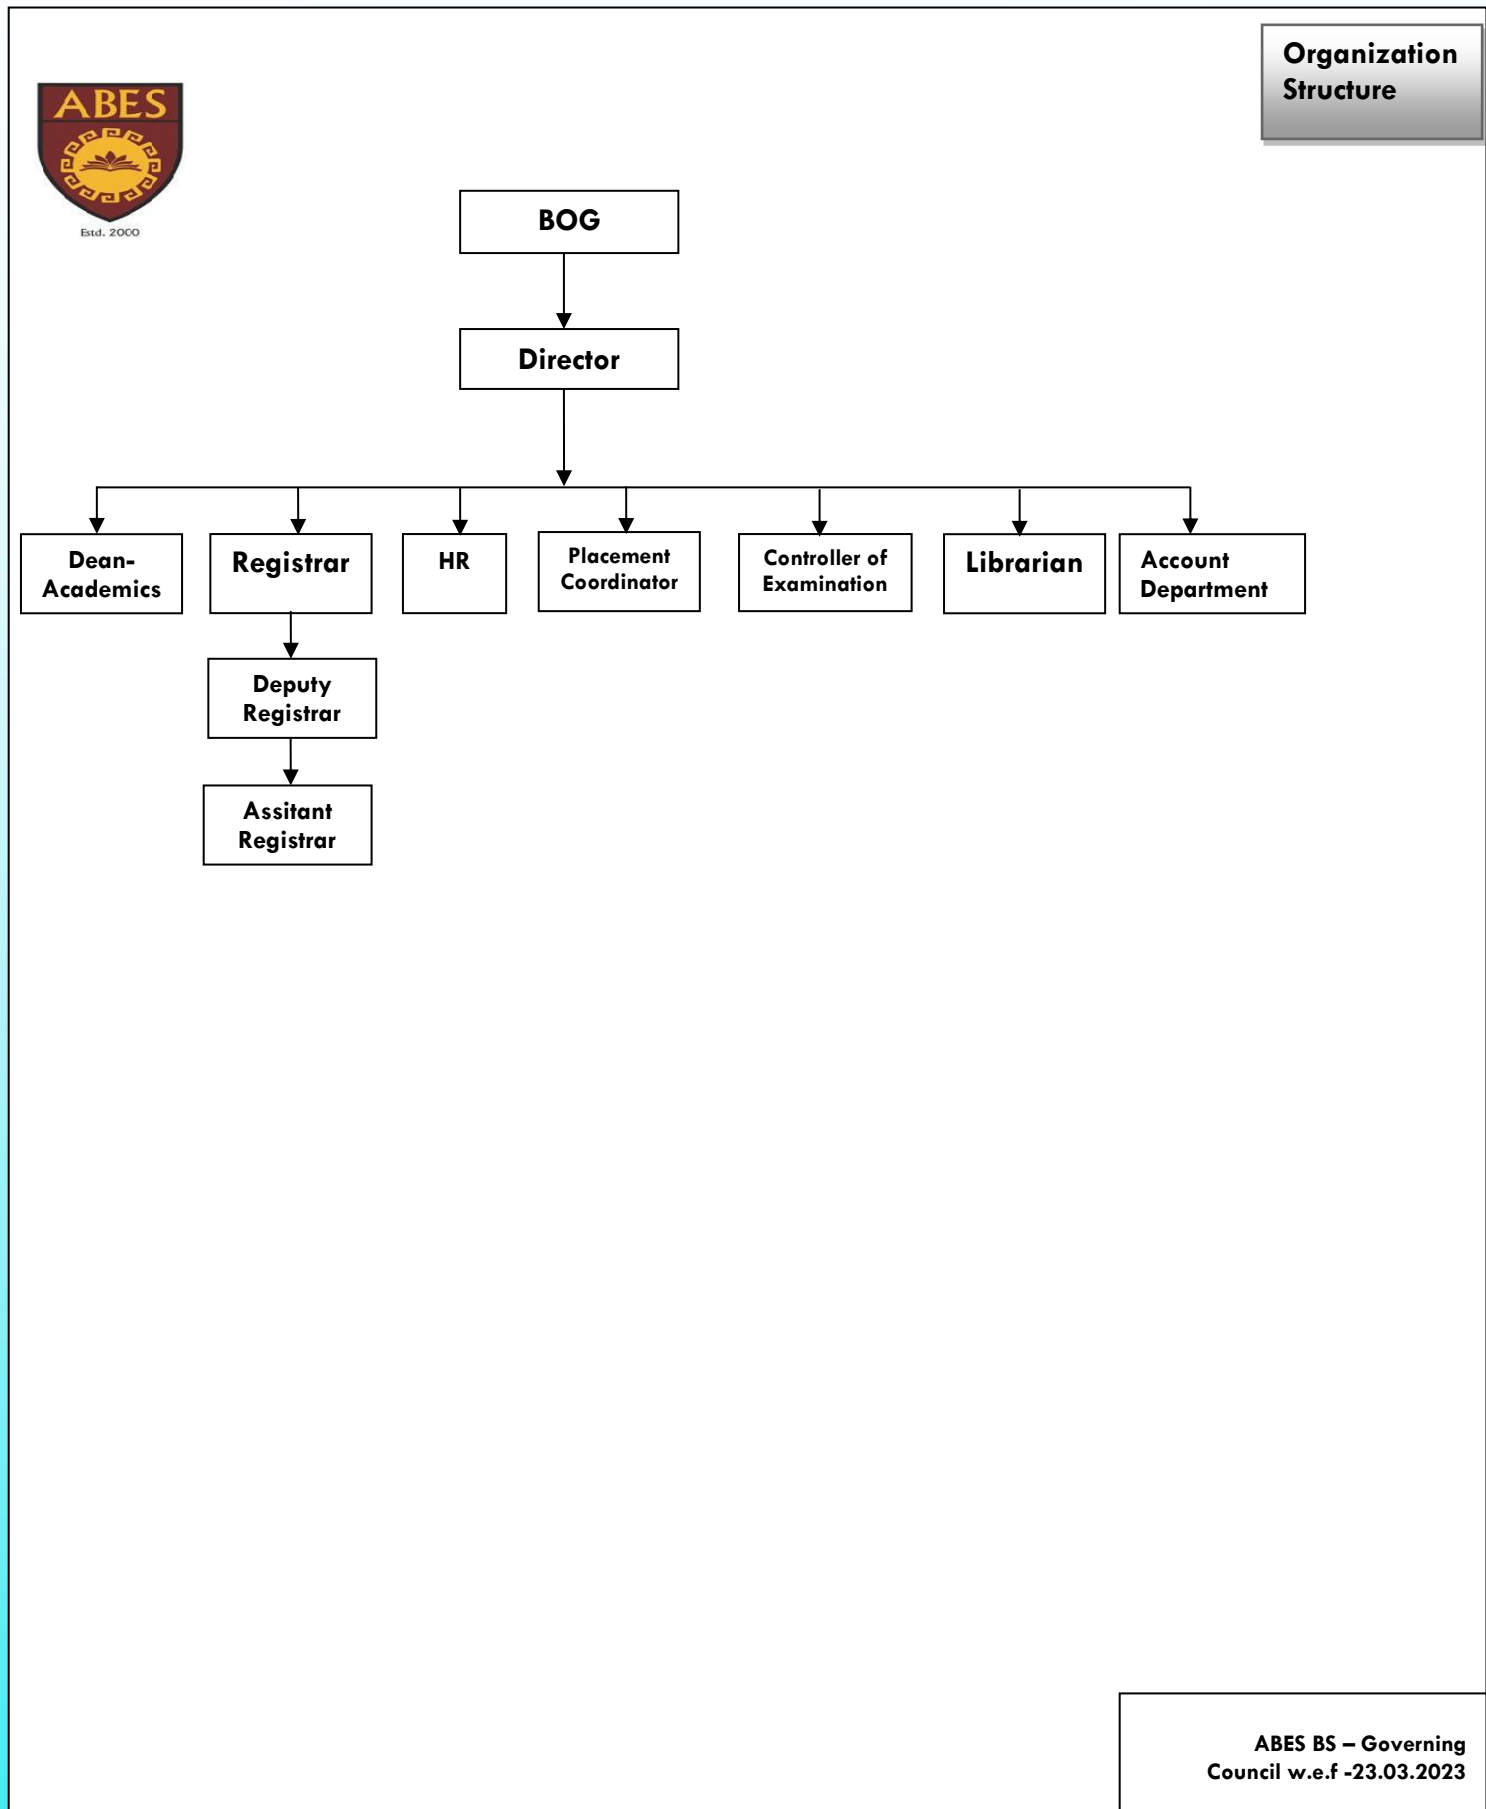 Organization
Structure
ABES
Estd. 2000
BOG
Director
Dean-
Academics
Registrar
HR
Placement
Coordinator
Controller of
Examination
Librarian
Account
Department
Deputy
Registrar
Assitant
Registrar
ABES BS – Governing
Council w.e.f -23.03.2023